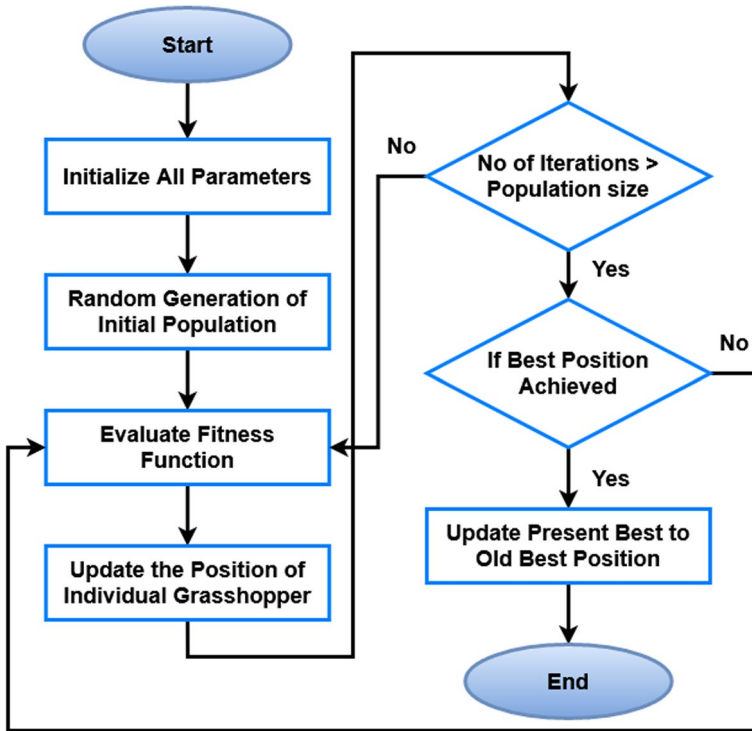 Start
Initialize All Parameters
Random Generation of
Initial Population
Evaluate Fitness
Function
Update the Position of
Individual Grasshopper
No of Iterations >
Population size
No
Yes
If Best Position
Achieved
No
Yes
Update Present Best to
Old Best Position
End